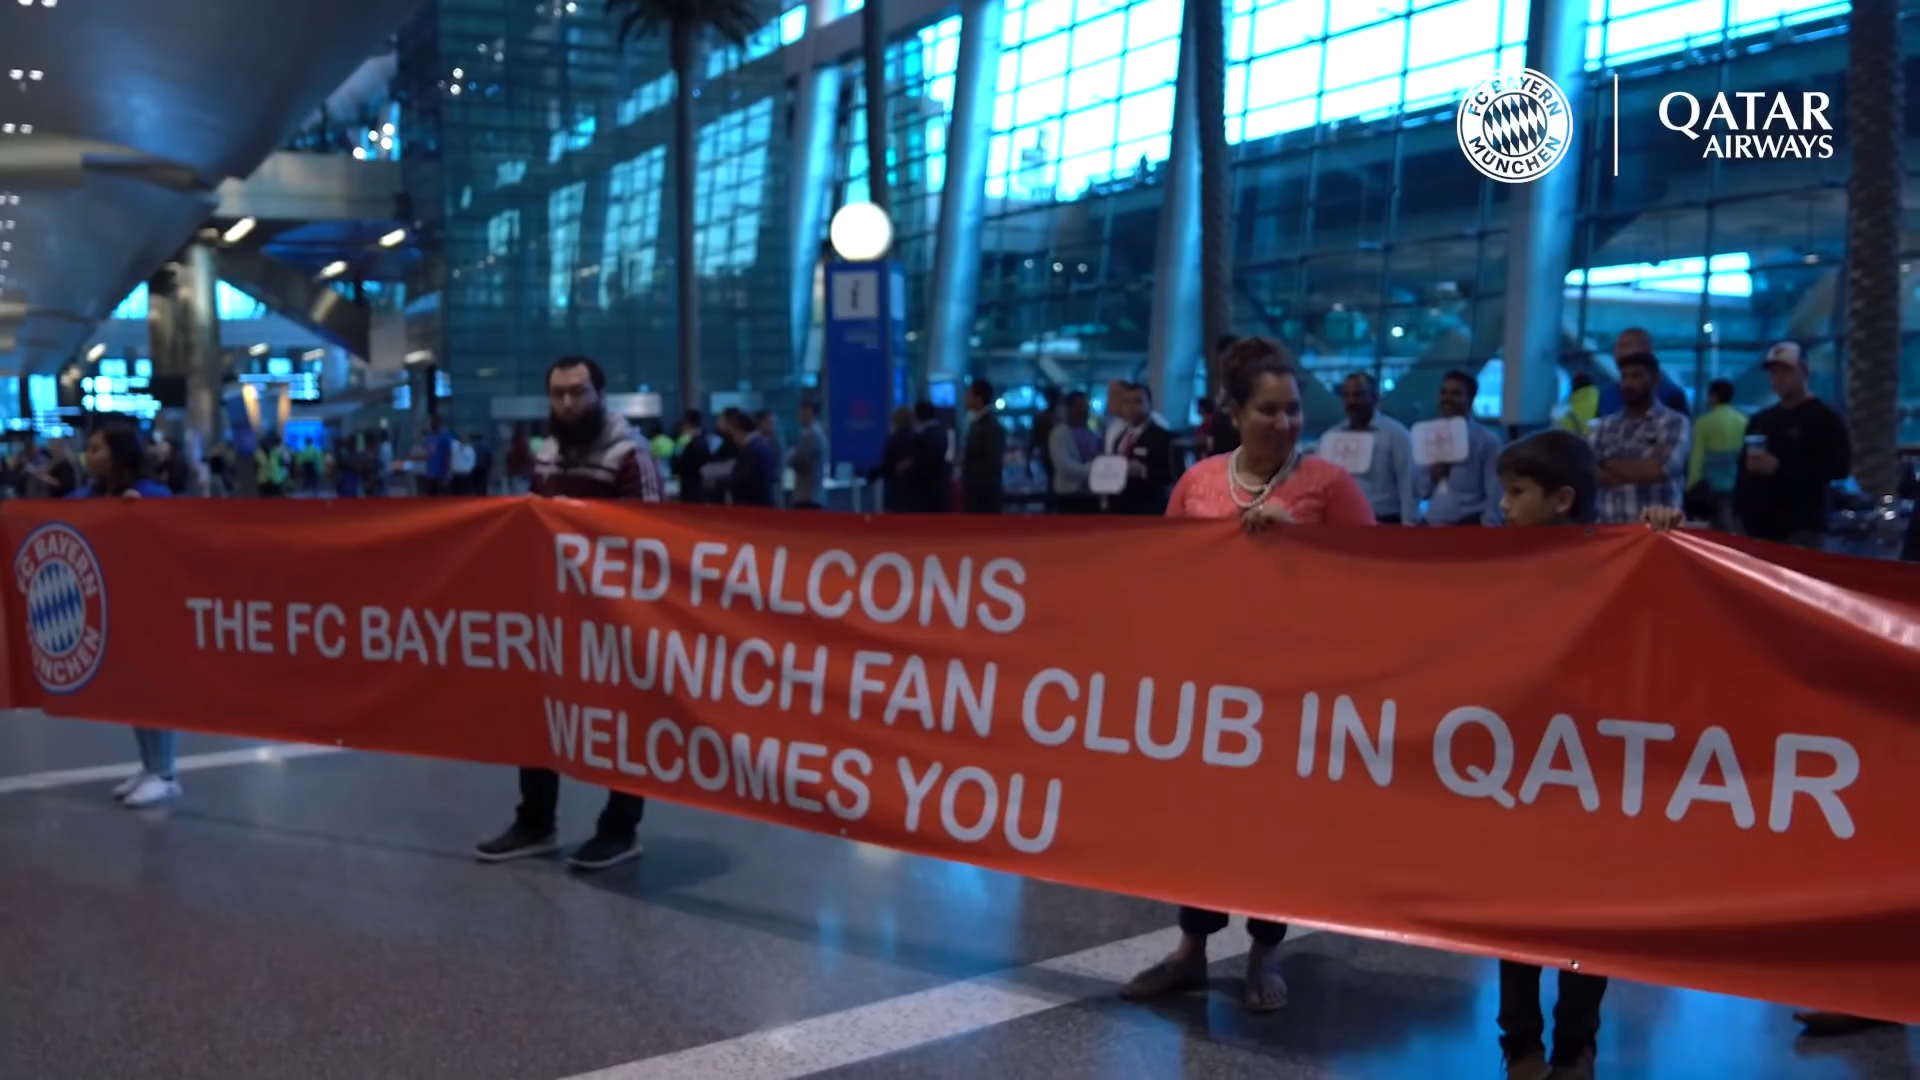 FC BAYERN
MÜNCHEN
QATAR
AIRWAYS
i
FC BAYERN
MÜNCHEN
RED FALCONS
THE FC BAYERN MUNICH FAN CLUB IN QATAR
WELCOMES YOU